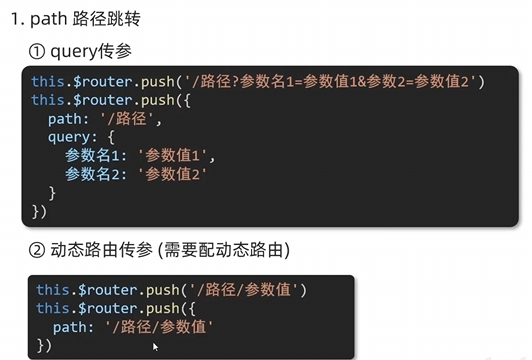 1. path 路径跳转
① query传参
this.$router.push('/路径?参数名1=参数值1&参数2=参数值2')
this.$router.push({
  path: '/路径',
  query: {
    参数名1: '参数值1',
    参数名2: '参数值2'
  }
})
② 动态路由传参 (需要配动态路由)
this.$router.push('/路径/参数值')
this.$router.push({
  path: '/路径/参数值'
})